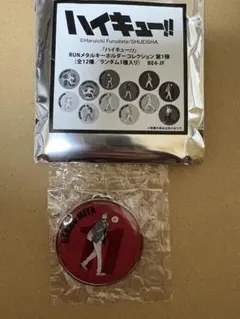 ハイキュー!!
©Haruichi Furudate/SHUEISHA
「ハイキュー!!」
RUNメタルキーホルダーコレクション 第1弾
(全12種/ランダム1種入り) BEE-JF